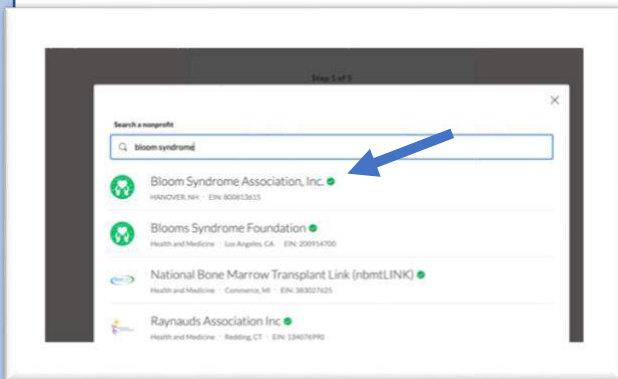 Step 1 of 5
Search a nonprofit
bloom syndrome
Bloom Syndrome Association, Inc.
HANOVER, NH · EIN: 800813615
Blooms Syndrome Foundation
Health and Medicine · Los Angeles, CA · EIN: 200914700
National Bone Marrow Transplant Link (nbmtLINK)
Health and Medicine · Commerce, MI · EIN: 383027625
Raynauds Association Inc
Health and Medicine · Redding, CT · EIN: 134076990